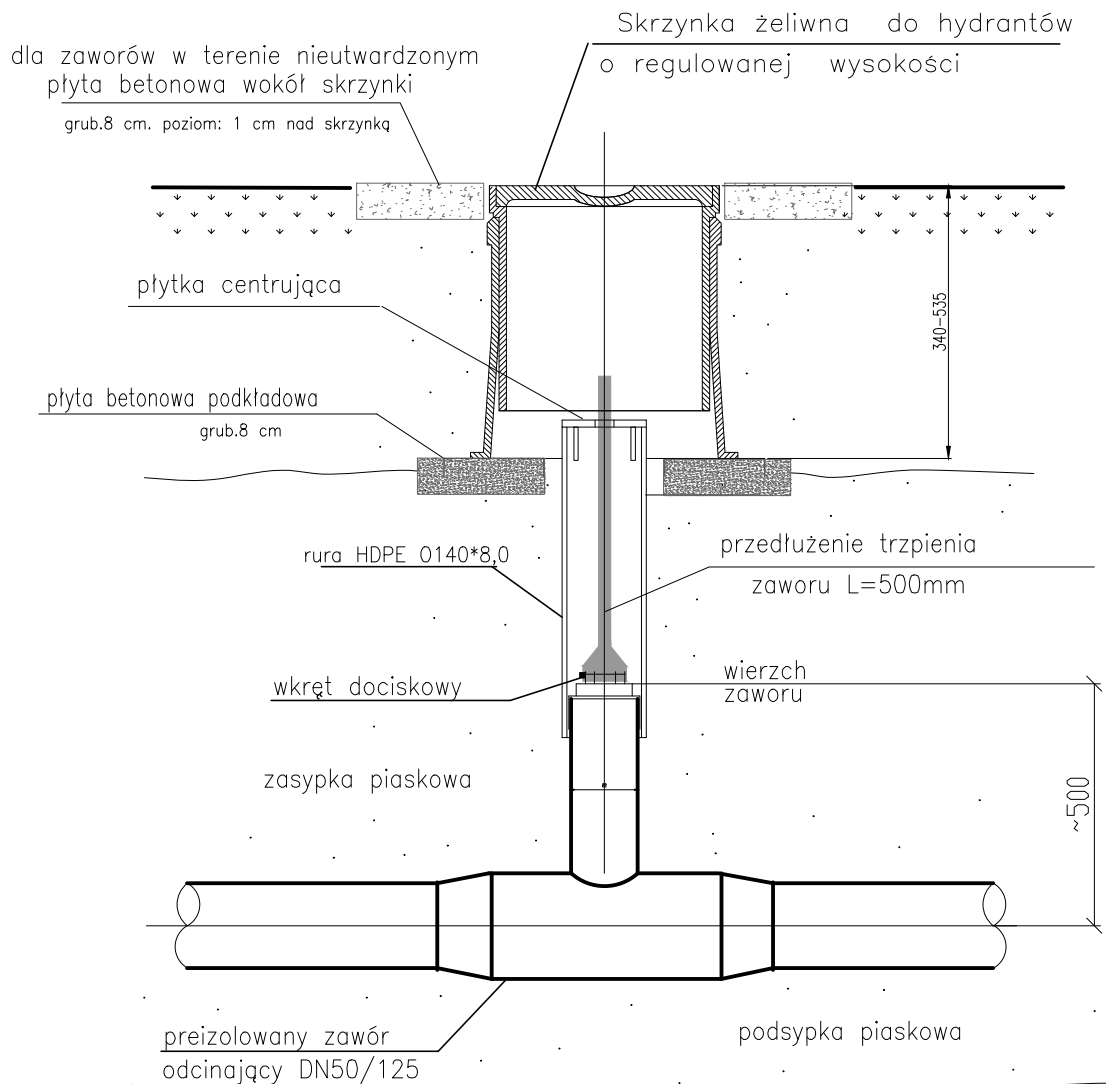 Skrzynka żeliwna do hydrantów
o regulowanej wysokości
dla zaworów w terenie nieutwardzonym
płyta betonowa wokół skrzynki
grub.8 cm. poziom: 1 cm nad skrzynką
płytka centrująca
340-535
płyta betonowa podkładowa
grub.8 cm
rura HDPE O140*8,0
przedłużenie trzpienia
zaworu L=500mm
wkręt dociskowy
wierzch
zaworu
zasypka piaskowa
~500
preizolowany zawór
odcinający DN50/125
podsypka piaskowa